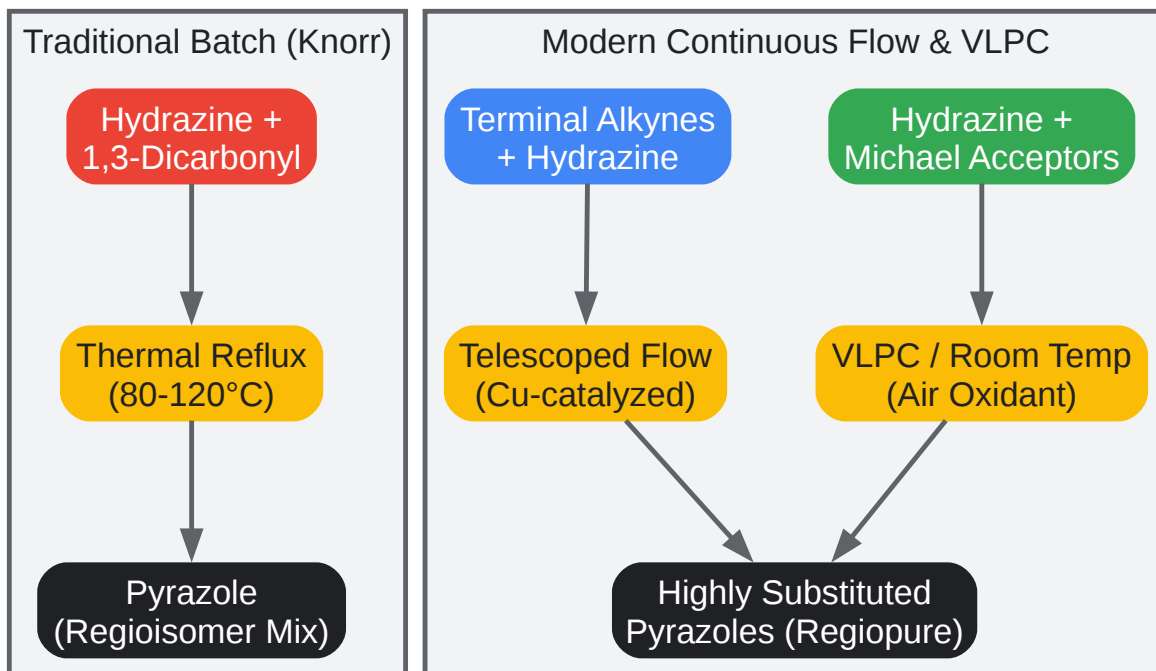 Traditional Batch (Knorr)
Hydrazine +
1,3-Dicarbonyl
Thermal Reflux
(80-120°C)
Pyrazole
(Regioisomer Mix)
Modern Continuous Flow & VLPC
Terminal Alkynes
+ Hydrazine
Hydrazine +
Michael Acceptors
Telescoped Flow
(Cu-catalyzed)
VLPC / Room Temp
(Air Oxidant)
Highly Substituted
Pyrazoles (Regiopure)